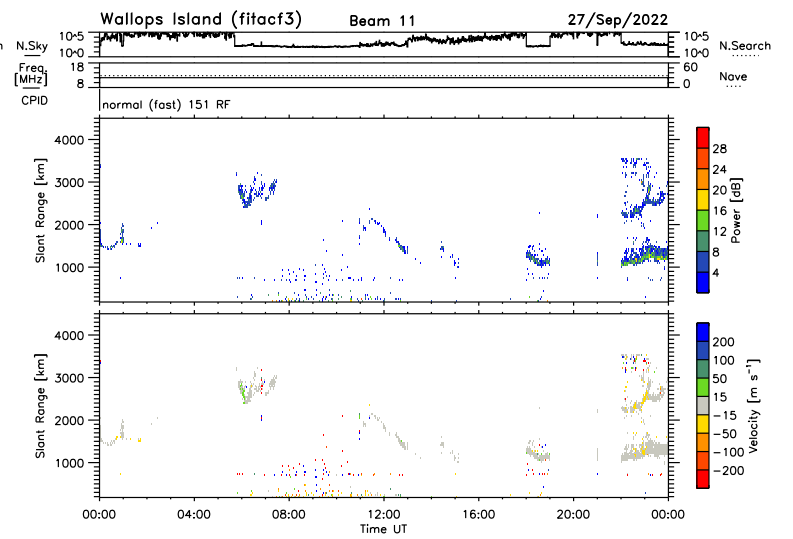 Wallops Island (fitacf3) Beam 11 27/Sep/2022
n N.Sky 10^5 10^0 10^5 10^0 N.Search
Freq. [MHz] 18 8 60 0 Nave
CPID normal (fast) 151 RF
Slant Range [km]
4000
3000
2000
1000
28
24
20
16
12
8
4
Power [dB]
Slant Range [km]
4000
3000
2000
1000
200
100
50
15
-15
-50
-100
-200
Velocity [m s⁻¹]
00:00 04:00 08:00 12:00 16:00 20:00 00:00
Time UT